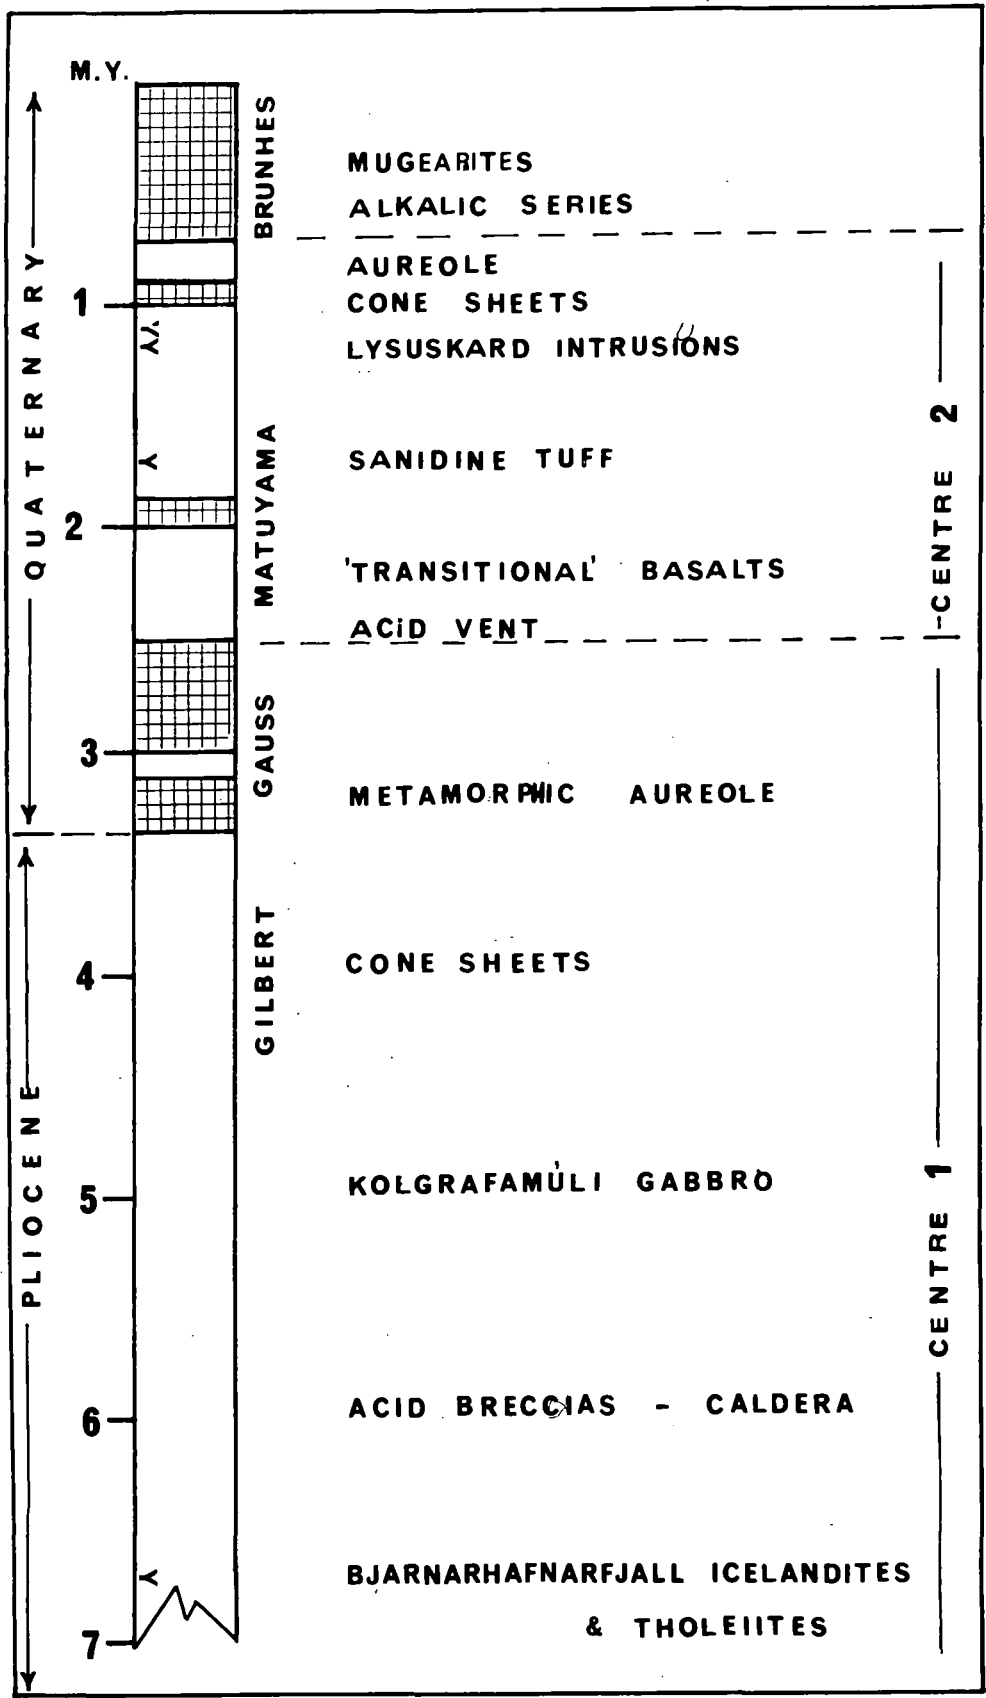 M.Y.
QUATERNARY
PLIOCENE
1
2
3
4
5
6
7
Y
Y
Y
Y
BRUNHES
MATUYAMA
GAUSS
GILBERT
MUGEARITES
ALKALIC SERIES
AUREOLE
CONE SHEETS
LYSUSKARD INTRUSIONS
SANIDINE TUFF
'TRANSITIONAL' BASALTS
ACiD VENT
METAMORPHIC AUREOLE
CONE SHEETS
KOLGRAFAMÚLI GABBRO
ACID BRECCIAS - CALDERA
BJARNARHAFNARFJALL ICELANDITES
& THOLEIITES
CENTRE 2
CENTRE 1